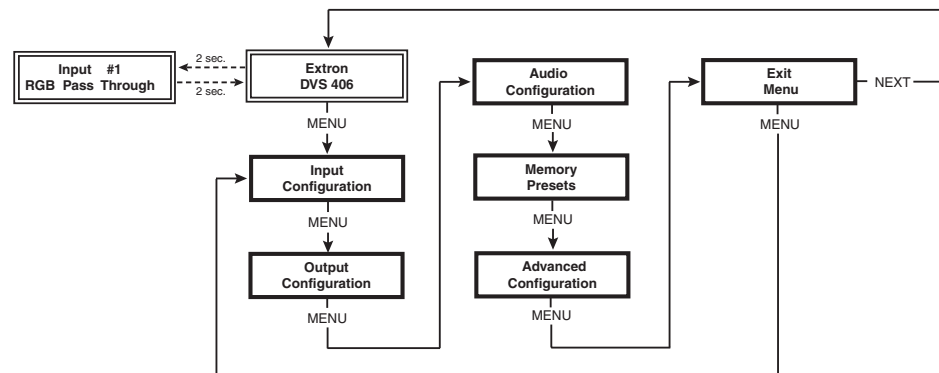 Input #1
RGB Pass Through
2 sec.
2 sec.
Extron
DVS 406
MENU
Input
Configuration
MENU
Output
Configuration
MENU
Audio
Configuration
MENU
Memory
Presets
MENU
Advanced
Configuration
MENU
Exit
Menu
NEXT
MENU